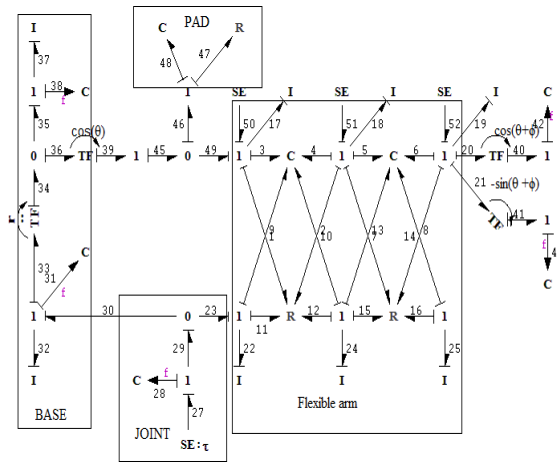 PAD
I C R
37 48 47
38
1 C I SE I SE I SE I C
f 50 17 51 18 52 19 42 f
cos(θ) cos(θ+ϕ)
35 46
0 36 TF 39 1 45 0 49 1 3 C 4 1 5 C 6 1 20 TF 40 1
34 21 -sin(θ+ϕ)
r : TF 9 1 2 10 13 7 14 8 TF 41 1
33 31 C f 4
f C
1 30 0 23 1 11 R 12 1 15 R 16 1
32 29 22 24 25
I C f 1 I I I
28 27
BASE JOINT SE:τ Flexible arm